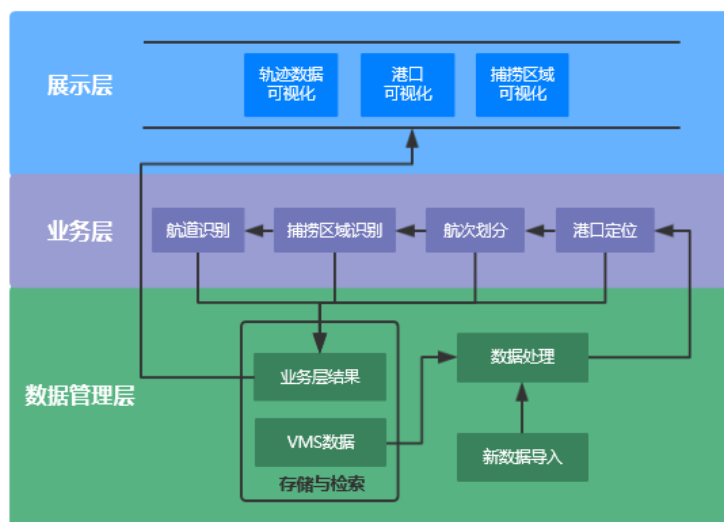 展示层
轨迹数据
可视化
港口
可视化
捕捞区域
可视化
业务层
航道识别
捕捞区域识别
航次划分
港口定位
数据管理层
业务层结果
VMS数据
存储与检索
数据处理
新数据导入